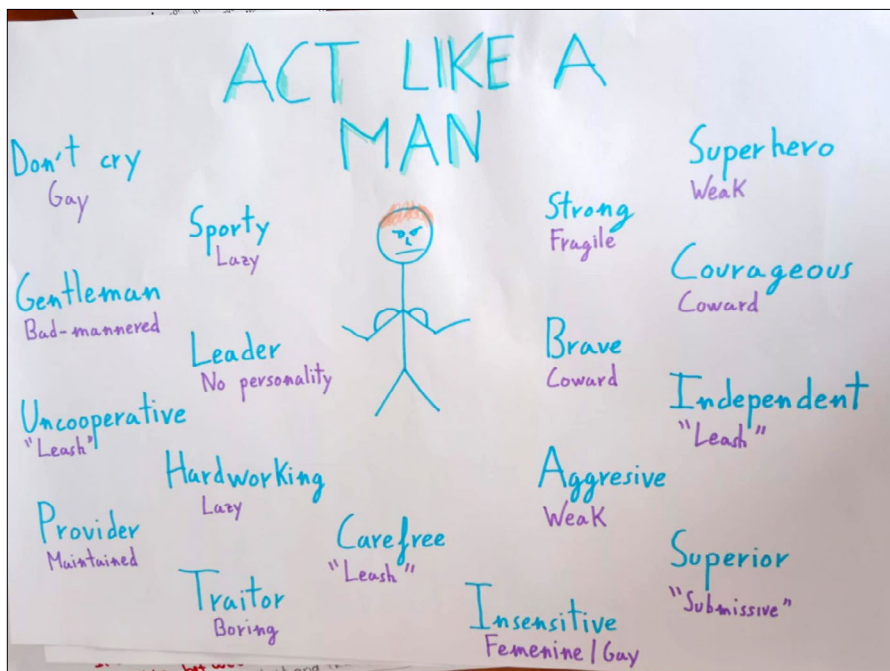 ACT LIKE A
MAN
Don't cry
Gay
Superhero
Weak
Sporty
Lazy
Strong
Fragile
Gentleman
Bad-mannered
Courageous
Coward
Leader
No personality
Brave
Coward
Uncooperative
"Leash"
Independent
"Leash"
Hardworking
Lazy
Aggresive
Weak
Provider
Maintained
Carefree
"Leash"
Superior
"Submissive"
Traitor
Boring
Insensitive
Femenine / Gay